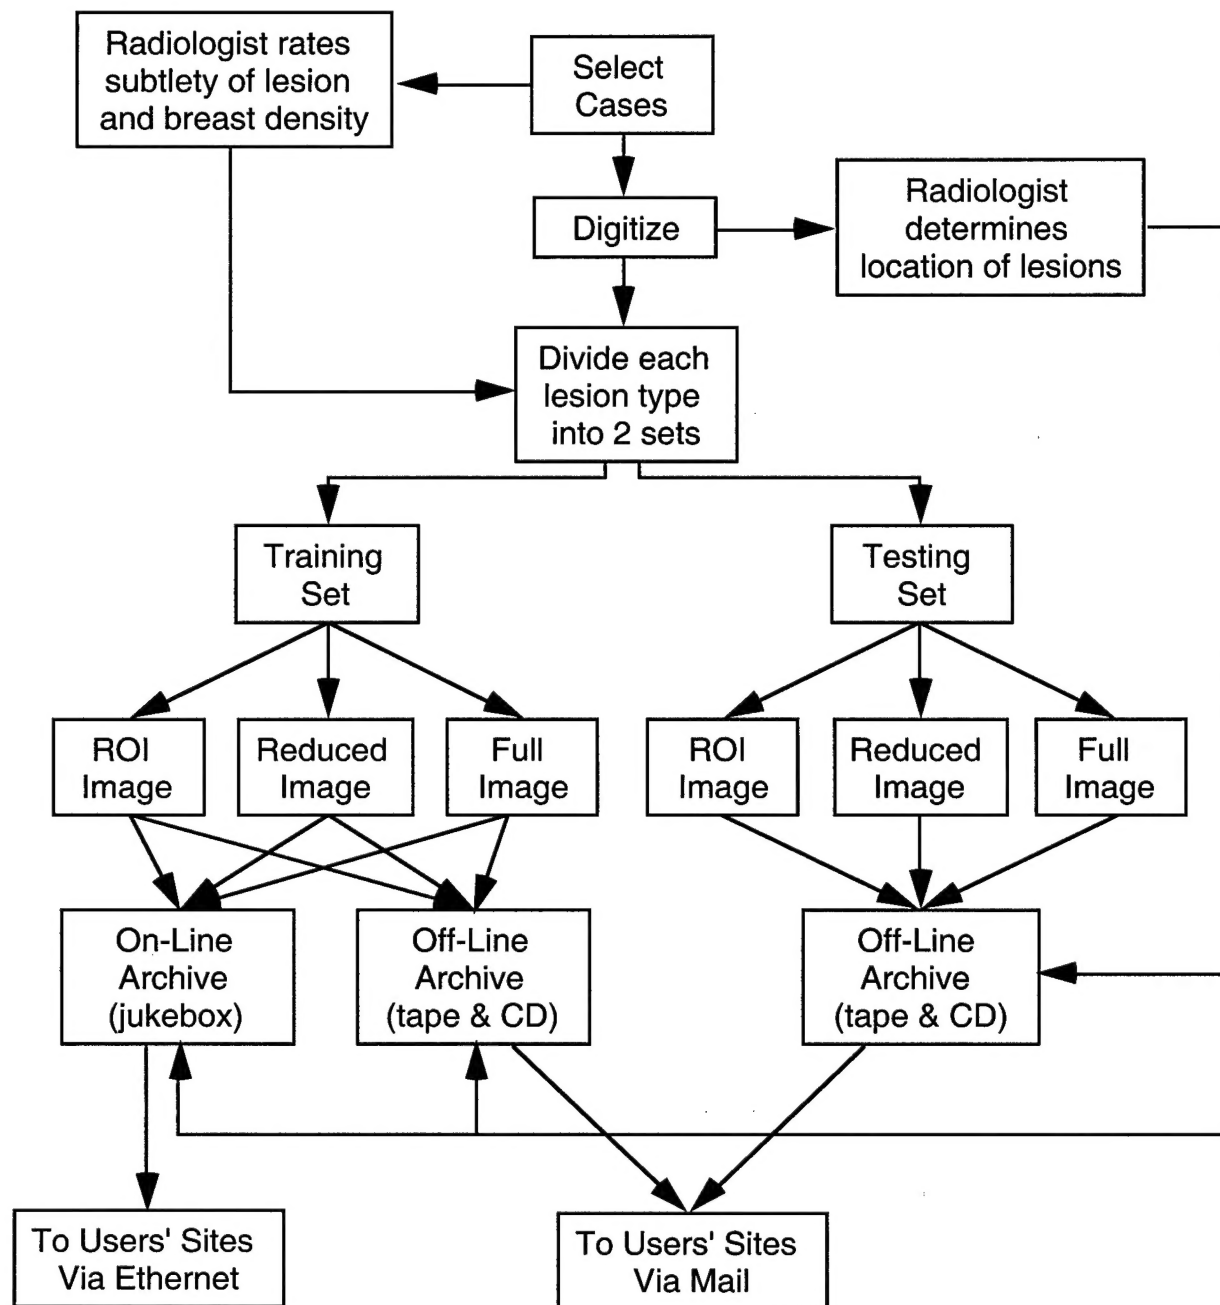 Radiologist rates
subtlety of lesion
and breast density
Select
Cases
Digitize
Radiologist
determines
location of lesions
Divide each
lesion type
into 2 sets
Training
Set
Testing
Set
ROI
Image
Reduced
Image
Full
Image
ROI
Image
Reduced
Image
Full
Image
On-Line
Archive
(jukebox)
Off-Line
Archive
(tape & CD)
Off-Line
Archive
(tape & CD)
To Users' Sites
Via Ethernet
To Users' Sites
Via Mail